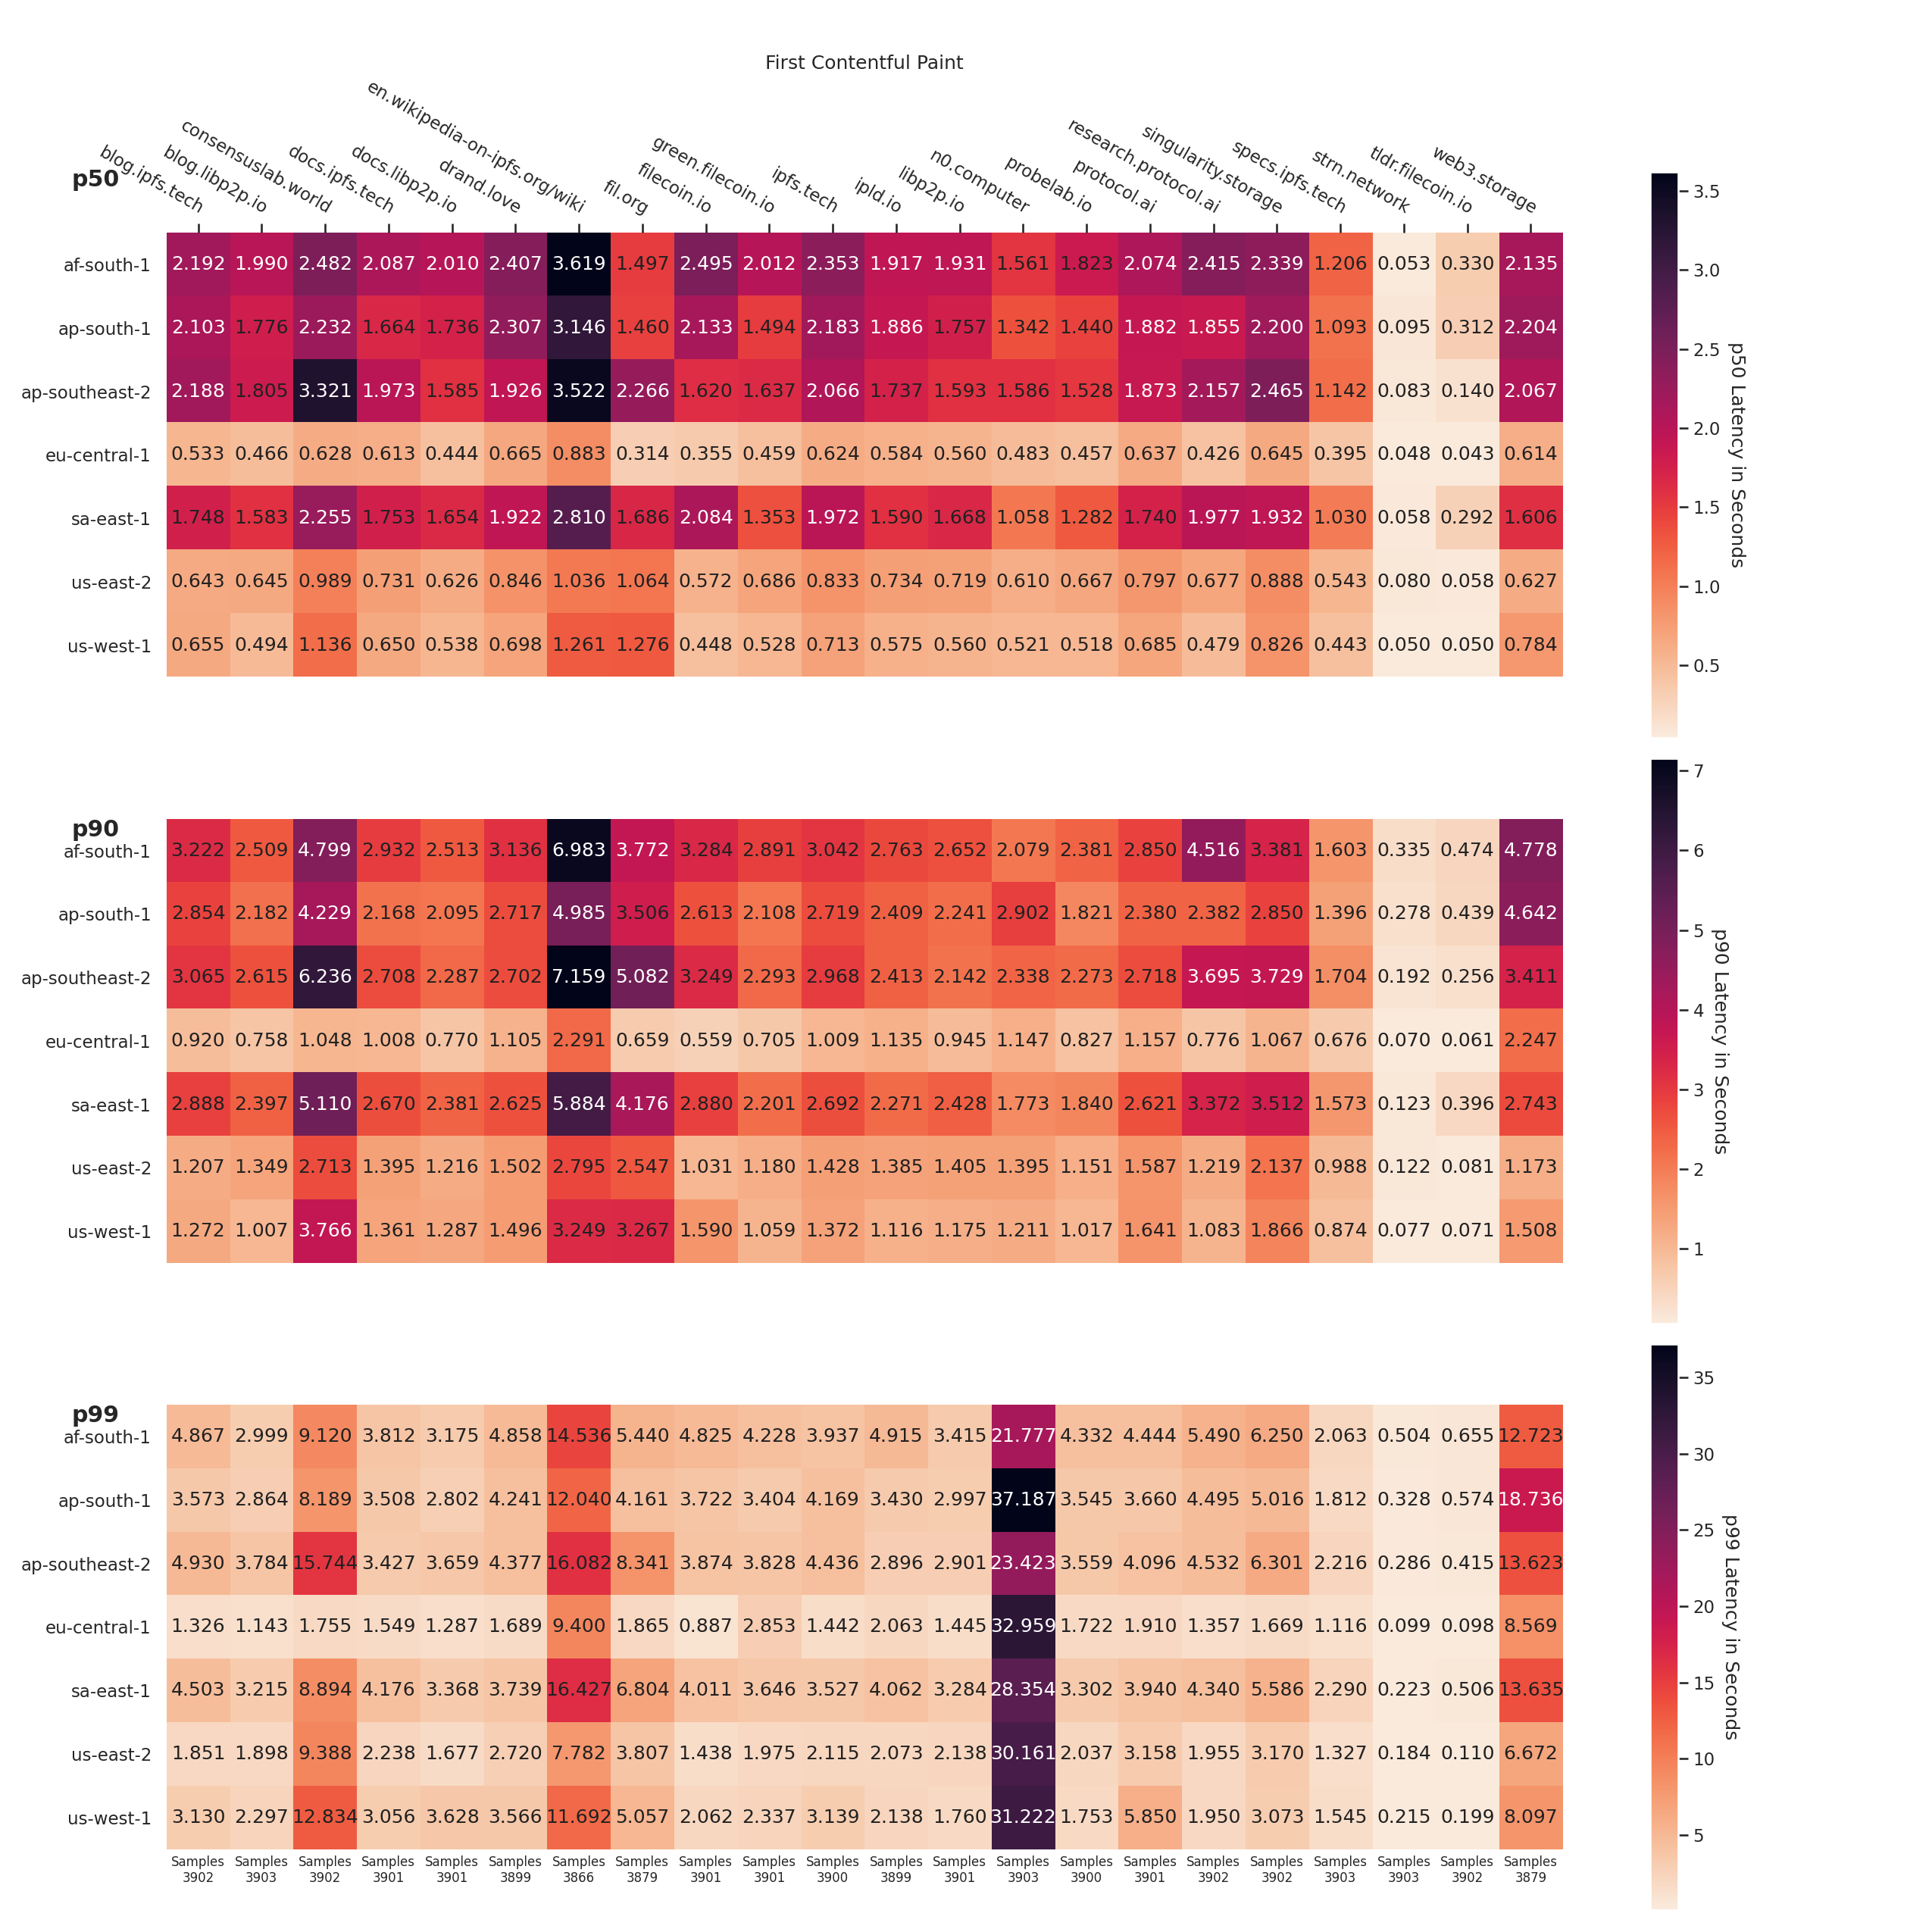 First Contentful Paint
p50
blog.ipfs.tech
blog.libp2p.io
consensuslab.world
docs.ipfs.tech
docs.libp2p.io
drand.love
en.wikipedia-on-ipfs.org/wiki
fil.org
filecoin.io
green.filecoin.io
ipfs.tech
ipld.io
libp2p.io
n0.computer
probelab.io
protocol.ai
research.protocol.ai
singularity.storage
specs.ipfs.tech
strn.network
tldr.filecoin.io
web3.storage
af-south-1 2.192 1.990 2.482 2.087 2.010 2.407 3.619 1.497 2.495 2.012 2.353 1.917 1.931 1.561 1.823 2.074 2.415 2.339 1.206 0.053 0.330 2.135
ap-south-1 2.103 1.776 2.232 1.664 1.736 2.307 3.146 1.460 2.133 1.494 2.183 1.886 1.757 1.342 1.440 1.882 1.855 2.200 1.093 0.095 0.312 2.204
ap-southeast-2 2.188 1.805 3.321 1.973 1.585 1.926 3.522 2.266 1.620 1.637 2.066 1.737 1.593 1.586 1.528 1.873 2.157 2.465 1.142 0.083 0.140 2.067
eu-central-1 0.533 0.466 0.628 0.613 0.444 0.665 0.883 0.314 0.355 0.459 0.624 0.584 0.560 0.483 0.457 0.637 0.426 0.645 0.395 0.048 0.043 0.614
sa-east-1 1.748 1.583 2.255 1.753 1.654 1.922 2.810 1.686 2.084 1.353 1.972 1.590 1.668 1.058 1.282 1.740 1.977 1.932 1.030 0.058 0.292 1.606
us-east-2 0.643 0.645 0.989 0.731 0.626 0.846 1.036 1.064 0.572 0.686 0.833 0.734 0.719 0.610 0.667 0.797 0.677 0.888 0.543 0.080 0.058 0.627
us-west-1 0.655 0.494 1.136 0.650 0.538 0.698 1.261 1.276 0.448 0.528 0.713 0.575 0.560 0.521 0.518 0.685 0.479 0.826 0.443 0.050 0.050 0.784
3.5
3.0
2.5
2.0
1.5
1.0
0.5
p50 Latency in Seconds
p90
af-south-1 3.222 2.509 4.799 2.932 2.513 3.136 6.983 3.772 3.284 2.891 3.042 2.763 2.652 2.079 2.381 2.850 4.516 3.381 1.603 0.335 0.474 4.778
ap-south-1 2.854 2.182 4.229 2.168 2.095 2.717 4.985 3.506 2.613 2.108 2.719 2.409 2.241 2.902 1.821 2.380 2.382 2.850 1.396 0.278 0.439 4.642
ap-southeast-2 3.065 2.615 6.236 2.708 2.287 2.702 7.159 5.082 3.249 2.293 2.968 2.413 2.142 2.338 2.273 2.718 3.695 3.729 1.704 0.192 0.256 3.411
eu-central-1 0.920 0.758 1.048 1.008 0.770 1.105 2.291 0.659 0.559 0.705 1.009 1.135 0.945 1.147 0.827 1.157 0.776 1.067 0.676 0.070 0.061 2.247
sa-east-1 2.888 2.397 5.110 2.670 2.381 2.625 5.884 4.176 2.880 2.201 2.692 2.271 2.428 1.773 1.840 2.621 3.372 3.512 1.573 0.123 0.396 2.743
us-east-2 1.207 1.349 2.713 1.395 1.216 1.502 2.795 2.547 1.031 1.180 1.428 1.385 1.405 1.395 1.151 1.587 1.219 2.137 0.988 0.122 0.081 1.173
us-west-1 1.272 1.007 3.766 1.361 1.287 1.496 3.249 3.267 1.590 1.059 1.372 1.116 1.175 1.211 1.017 1.641 1.083 1.866 0.874 0.077 0.071 1.508
7
6
5
4
3
2
1
p90 Latency in Seconds
p99
af-south-1 4.867 2.999 9.120 3.812 3.175 4.858 14.536 5.440 4.825 4.228 3.937 4.915 3.415 21.777 4.332 4.444 5.490 6.250 2.063 0.504 0.655 12.723
ap-south-1 3.573 2.864 8.189 3.508 2.802 4.241 12.040 4.161 3.722 3.404 4.169 3.430 2.997 37.187 3.545 3.660 4.495 5.016 1.812 0.328 0.574 18.736
ap-southeast-2 4.930 3.784 15.744 3.427 3.659 4.377 16.082 8.341 3.874 3.828 4.436 2.896 2.901 23.423 3.559 4.096 4.532 6.301 2.216 0.286 0.415 13.623
eu-central-1 1.326 1.143 1.755 1.549 1.287 1.689 9.400 1.865 0.887 2.853 1.442 2.063 1.445 32.959 1.722 1.910 1.357 1.669 1.116 0.099 0.098 8.569
sa-east-1 4.503 3.215 8.894 4.176 3.368 3.739 16.427 6.804 4.011 3.646 3.527 4.062 3.284 28.354 3.302 3.940 4.340 5.586 2.290 0.223 0.506 13.635
us-east-2 1.851 1.898 9.388 2.238 1.677 2.720 7.782 3.807 1.438 1.975 2.115 2.073 2.138 30.161 2.037 3.158 1.955 3.170 1.327 0.184 0.110 6.672
us-west-1 3.130 2.297 12.834 3.056 3.628 3.566 11.692 5.057 2.062 2.337 3.139 2.138 1.760 31.222 1.753 5.850 1.950 3.073 1.545 0.215 0.199 8.097
Samples Samples Samples Samples Samples Samples Samples Samples Samples Samples Samples Samples Samples Samples Samples Samples Samples Samples Samples Samples Samples Samples
3902 3903 3902 3901 3901 3899 3866 3879 3901 3901 3900 3899 3901 3903 3900 3901 3902 3902 3903 3903 3902 3879
35
30
25
20
15
10
5
p99 Latency in Seconds